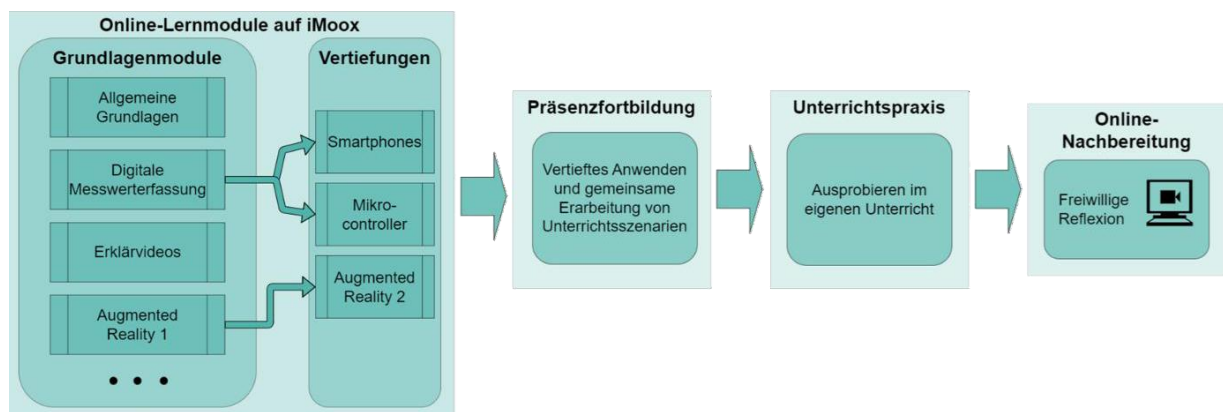 Online-Lernmodule auf iMoox
Grundlagenmodule
Allgemeine
Grundlagen
Digitale
Messwerterfassung
Erklärvideos
Augmented
Reality 1
• • •
Vertiefungen
Smartphones
Mikro-
controller
Augmented
Reality 2
Präsenzfortbildung
Vertieftes Anwenden
und gemeinsame
Erarbeitung von
Unterrichtsszenarien
Unterrichtspraxis
Ausprobieren im
eigenen Unterricht
Online-
Nachbereitung
Freiwillige
Reflexion